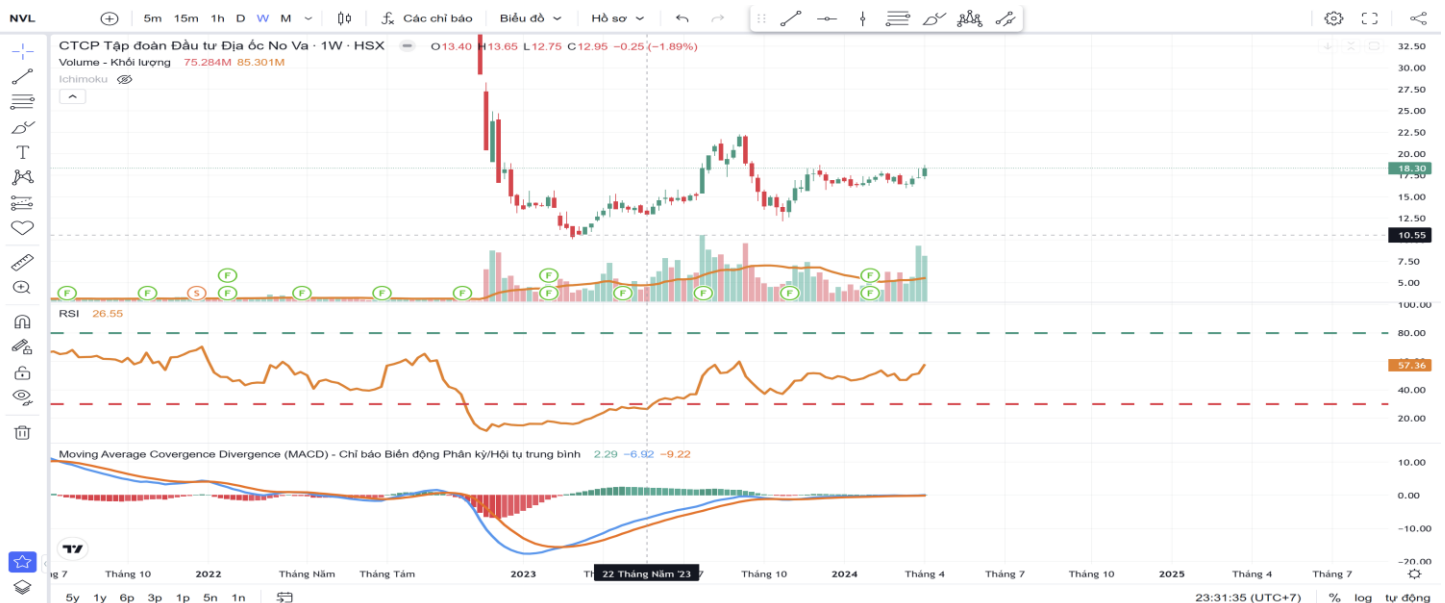 NVL 5m 15m 1h D W M Các chỉ báo Biểu đồ Hồ sơ
CTCP Tập đoàn Đầu tư Địa ốc No Va · 1W · HSX O13.40 H13.65 L12.75 C12.95 −0.25 (−1.89%)
Volume - Khối lượng 75.284M 85.301M
Ichimoku
32.50
30.00
27.50
25.00
22.50
20.00
18.30
17.50
15.00
12.50
10.55
7.50
5.00
F F S F F F F F F F F F F F F
RSI 26.55
100.00
80.00
57.36
40.00
20.00
Moving Average Covergence Divergence (MACD) - Chỉ báo Biến động Phân kỳ/Hội tụ trung bình 2.29 −6.92 −9.22
10.00
0.00
−10.00
−20.00
g 7 Tháng 10 2022 Tháng Năm Tháng Tám 2023 22 Tháng Năm '23 7 Tháng 10 2024 Tháng 4 Tháng 7 Tháng 10 2025 Tháng 4 Tháng 7
5y 1y 6p 3p 1p 5n 1n 23:31:35 (UTC+7) % log tự động